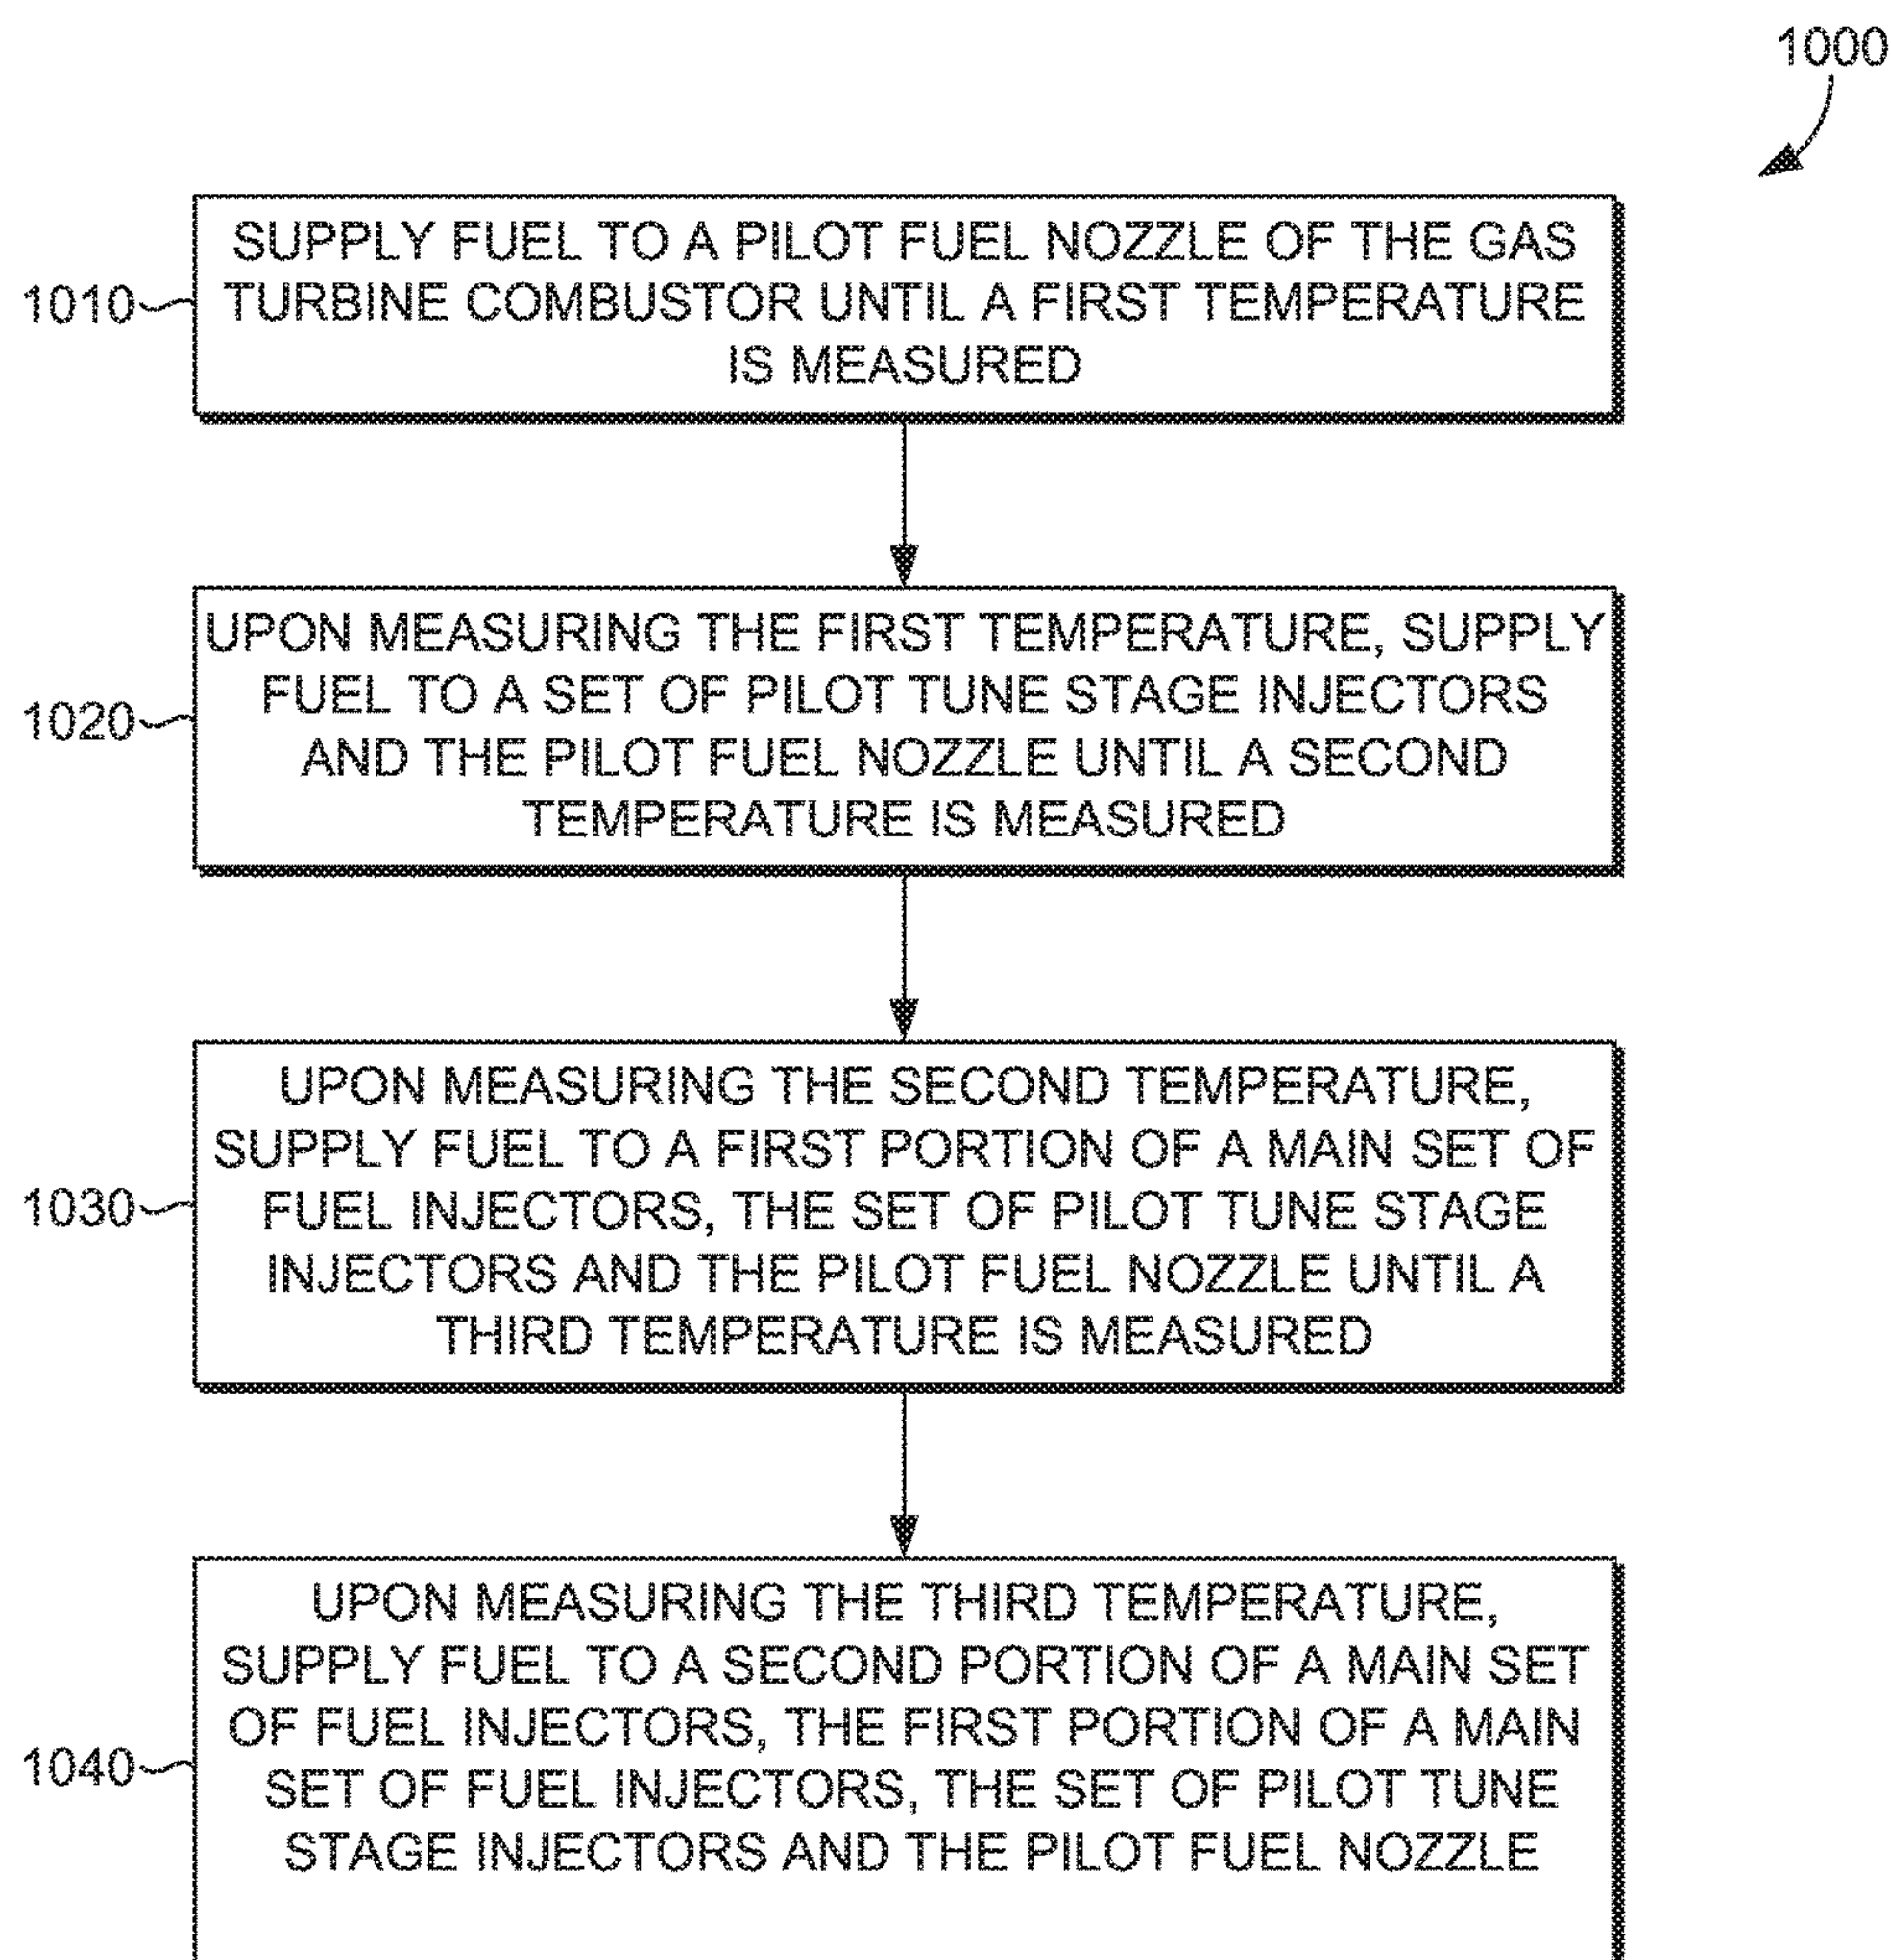 1000
SUPPLY FUEL TO A PILOT FUEL NOZZLE OF THE GAS
TURBINE COMBUSTOR UNTIL A FIRST TEMPERATURE
IS MEASURED
1010
UPON MEASURING THE FIRST TEMPERATURE, SUPPLY
FUEL TO A SET OF PILOT TUNE STAGE INJECTORS
AND THE PILOT FUEL NOZZLE UNTIL A SECOND
TEMPERATURE IS MEASURED
1020
UPON MEASURING THE SECOND TEMPERATURE,
SUPPLY FUEL TO A FIRST PORTION OF A MAIN SET OF
FUEL INJECTORS, THE SET OF PILOT TUNE STAGE
INJECTORS AND THE PILOT FUEL NOZZLE UNTIL A
THIRD TEMPERATURE IS MEASURED
1030
UPON MEASURING THE THIRD TEMPERATURE,
SUPPLY FUEL TO A SECOND PORTION OF A MAIN SET
OF FUEL INJECTORS, THE FIRST PORTION OF A MAIN
SET OF FUEL INJECTORS, THE SET OF PILOT TUNE
STAGE INJECTORS AND THE PILOT FUEL NOZZLE
1040